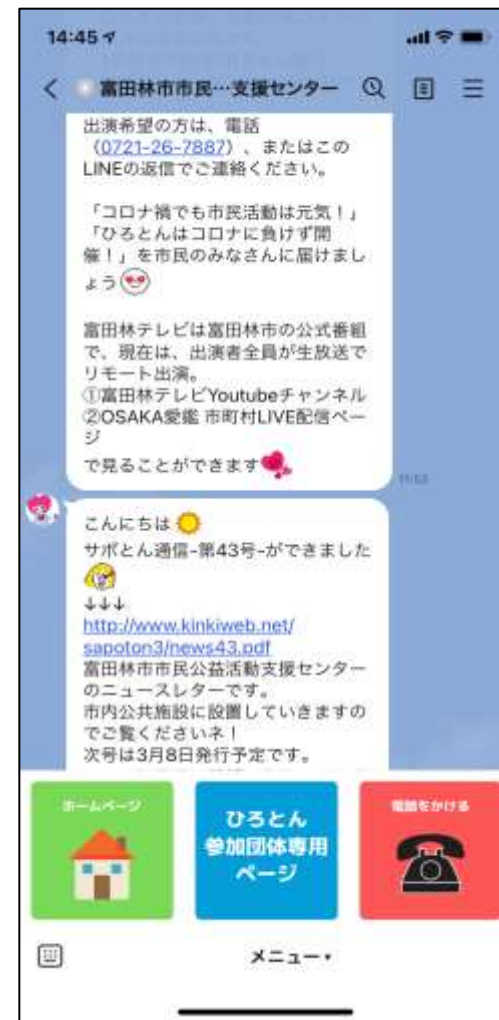 14:45
富田林市市民…支援センター
出演希望の方は、電話
（0721-26-7887）、またはこの
LINEの返信でご連絡ください。
「コロナ禍でも市民活動は元気！」
「ひろとんはコロナに負けず開
催！」を市民のみなさんに届けまし
ょう
富田林テレビは富田林市の公式番組
で、現在は、出演者全員が生放送で
リモート出演。
①富田林テレビYoutubeチャンネル
②OSAKA愛鑑 市町村LIVE配信ペー
ジ
で見ることができます
11:52
こんにちは
サポとん通信-第43号-ができました
↓↓↓
http://www.kinkiweb.net/
sapoton3/news43.pdf
富田林市市民公益活動支援センター
のニュースレターです。
市内公共施設に設置していきますの
でご覧くださいネ！
次号は3月8日発行予定です。
ホームページ
ひろとん
参加団体専用
ページ
電話をかける
メニュー▾